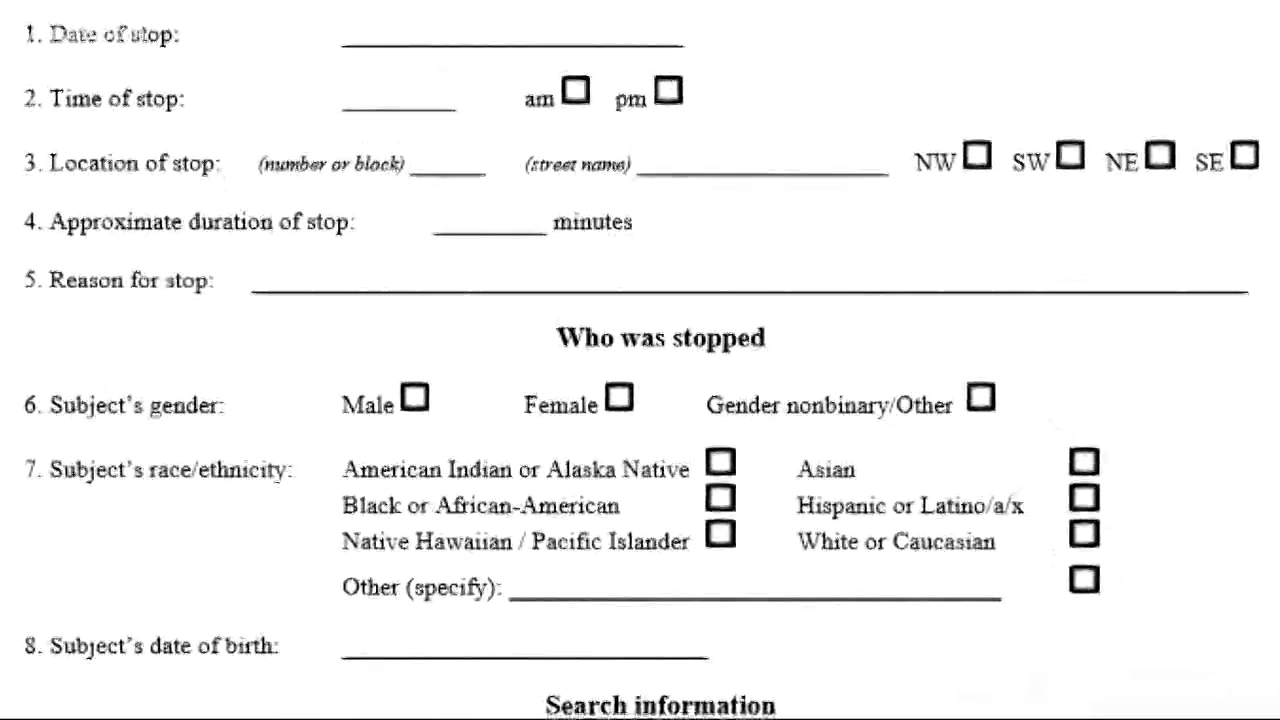 1. Date of stop:
2. Time of stop: am pm
3. Location of stop: (number or block) (street name) NW SW NE SE
4. Approximate duration of stop: minutes
5. Reason for stop:
Who was stopped
6. Subject's gender: Male Female Gender nonbinary/Other
7. Subject's race/ethnicity: American Indian or Alaska Native Asian
Black or African-American Hispanic or Latino/a/x
Native Hawaiian / Pacific Islander White or Caucasian
Other (specify):
8. Subject's date of birth:
Search information